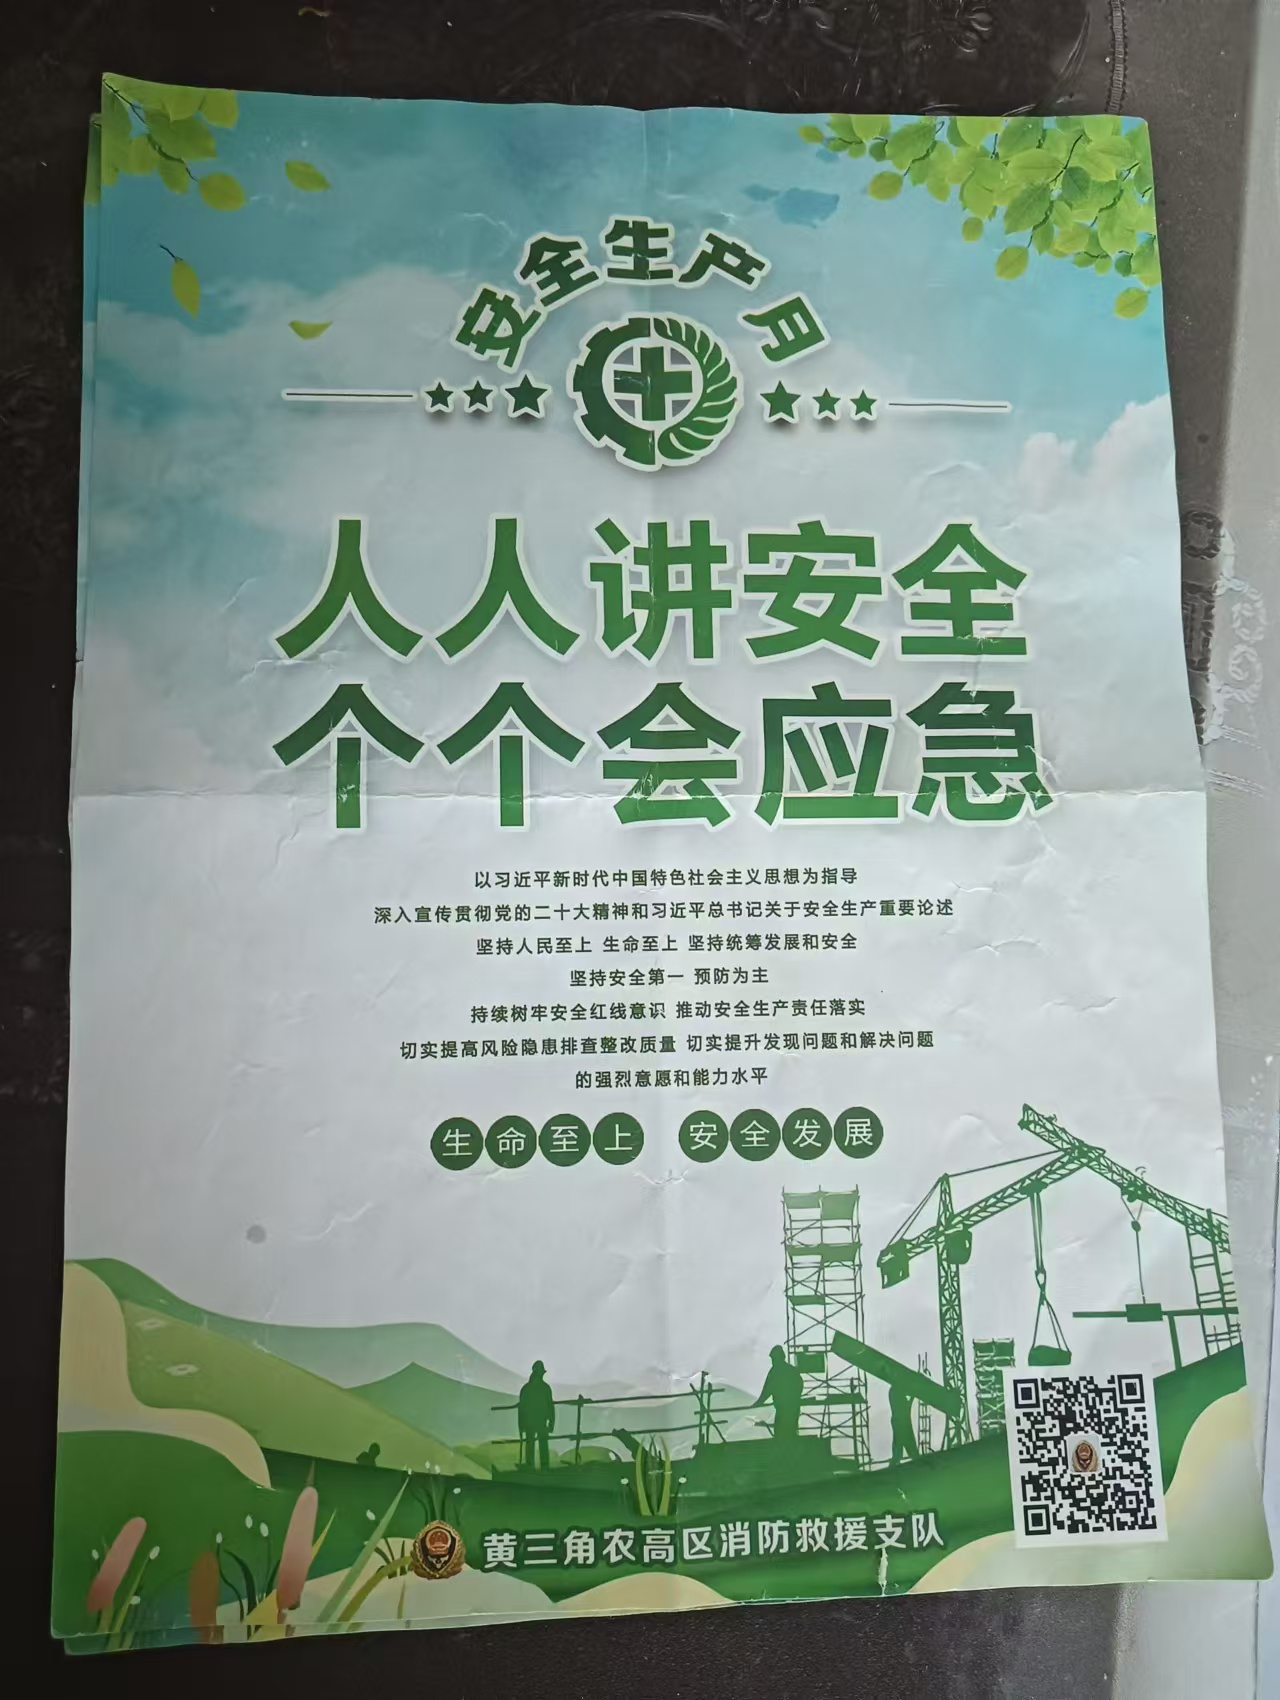 安全生产月
人人讲安全
个个会应急
以习近平新时代中国特色社会主义思想为指导
深入宣传贯彻党的二十大精神和习近平总书记关于安全生产重要论述
坚持人民至上 生命至上 坚持统筹发展和安全
坚持安全第一 预防为主
持续树牢安全红线意识 推动安全生产责任落实
切实提高风险隐患排查整改质量 切实提升发现问题和解决问题
的强烈意愿和能力水平
生命至上 安全发展
黄三角农高区消防救援支队